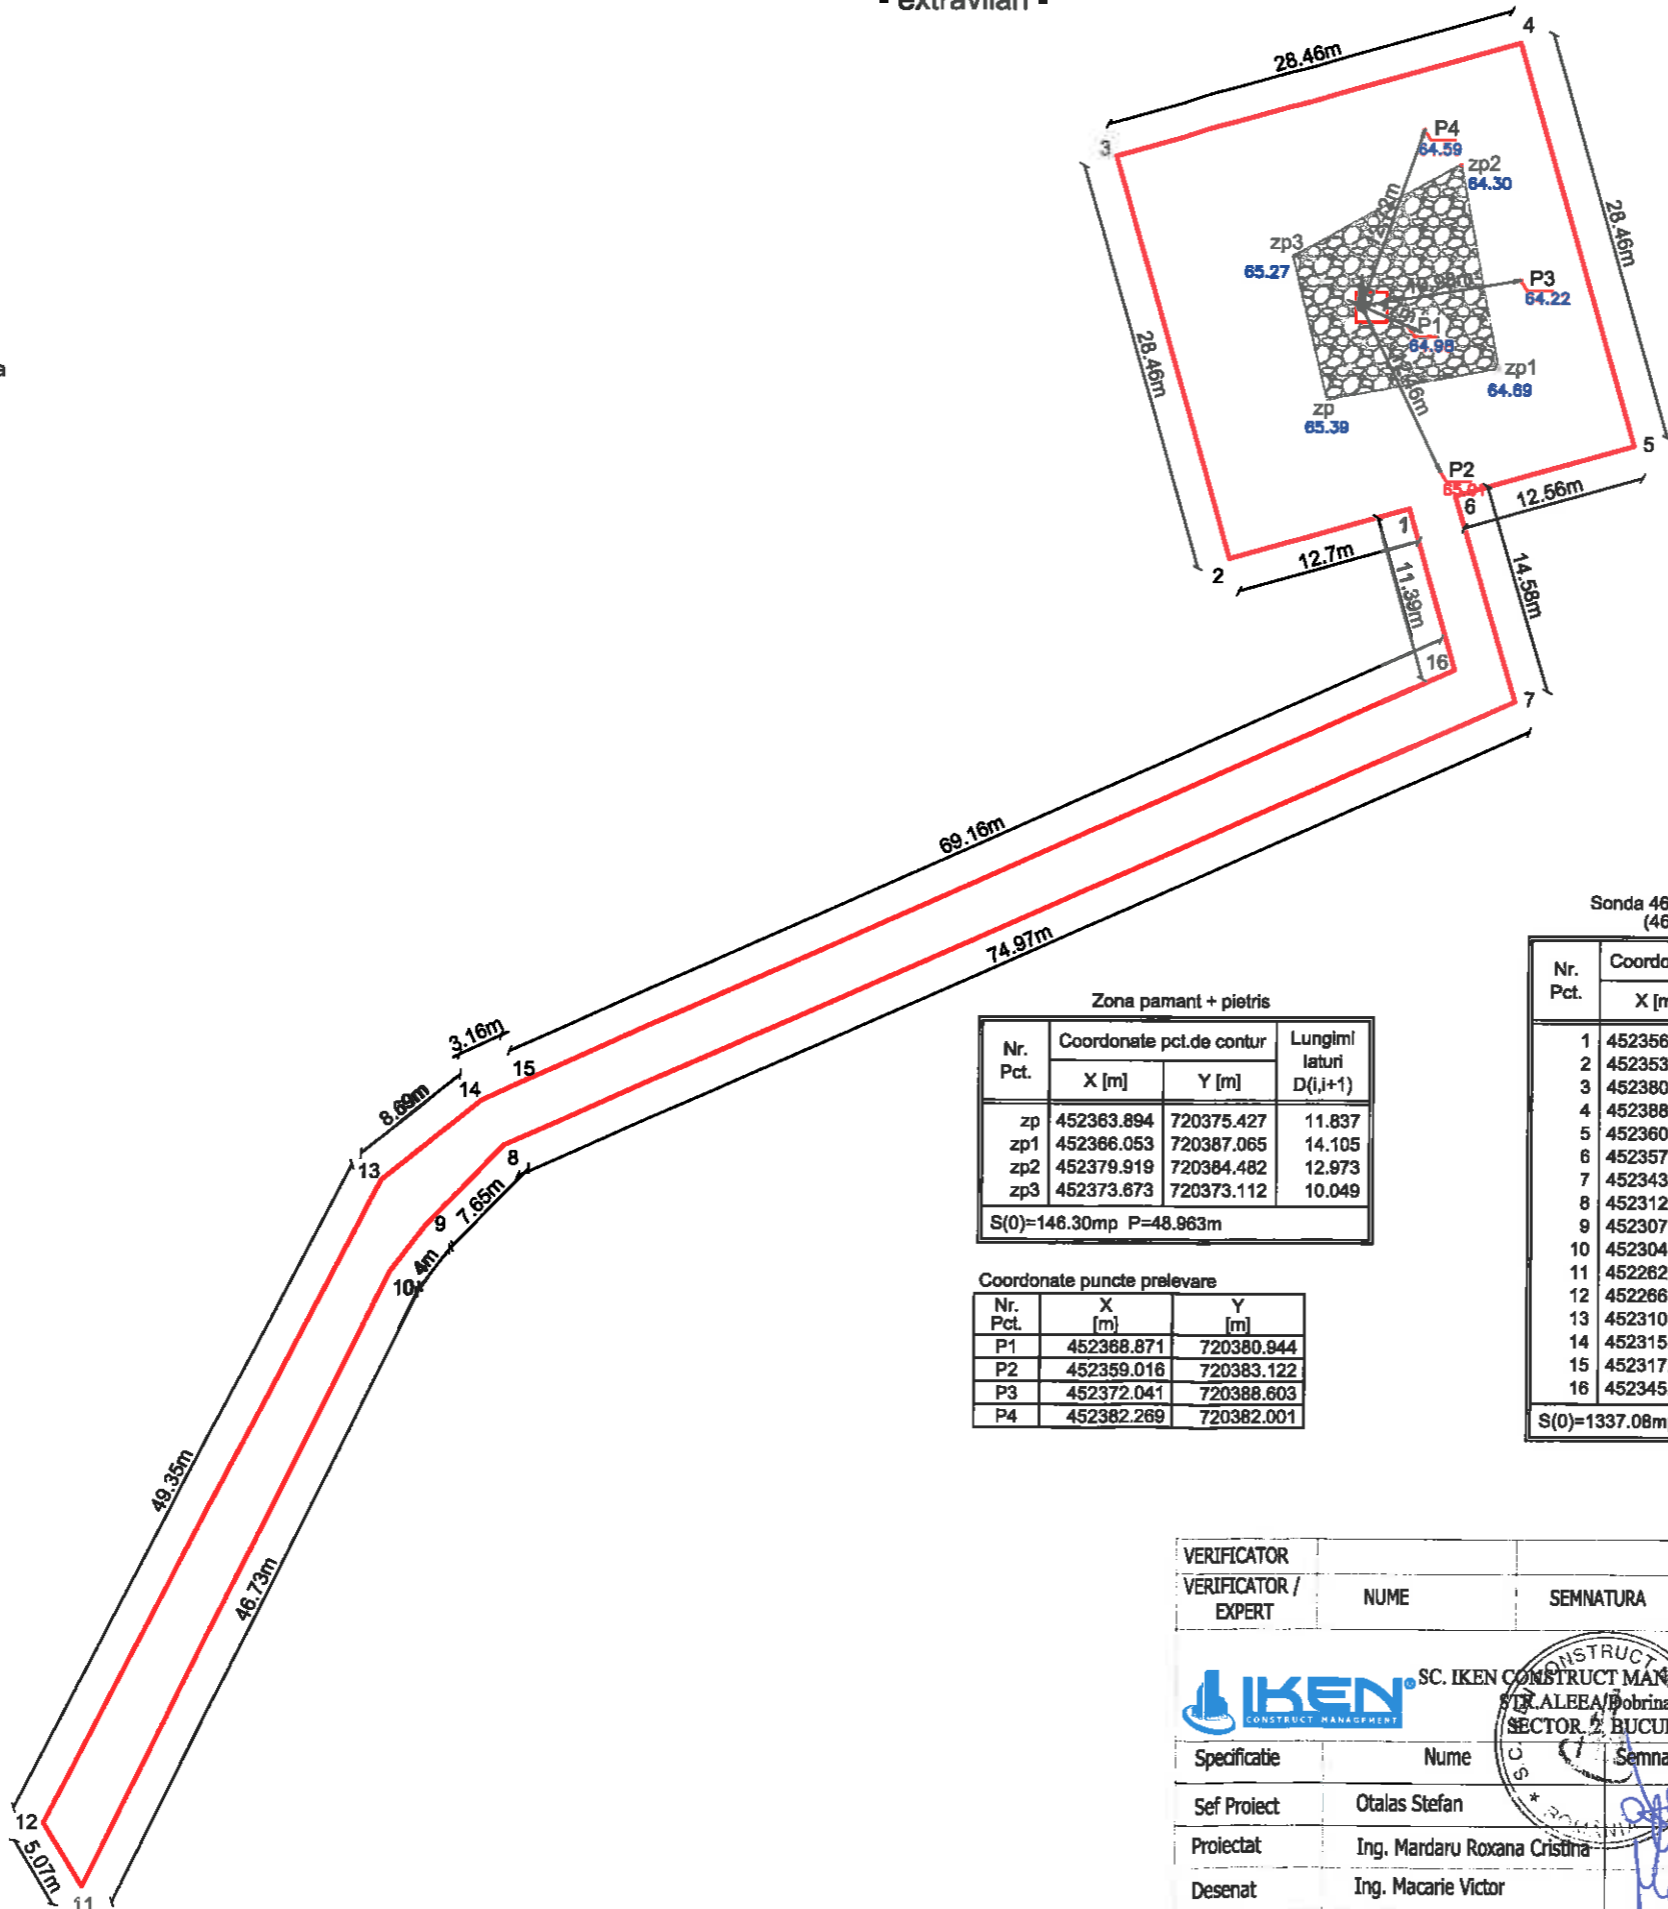 - extravilan -
28.46m
4
3
P4
64.59
zp2
64.30
28.46m
zp3
65.27
P3
64.22
P1
64.98
28.46m
zp1
64.69
zp
65.39
5
P2
6
12.56m
1
12.7m
2
11.39m
14.58m
16
7
69.16m
74.97m
3.16m
15
14
8.69m
13
8
7.65m
9
10
49.35m
46.73m
12
5.07m
11
Zona pamant + pietris
Nr. Pct. Coordonate pct.de contur Lungimi laturi D(i,i+1)
X [m] Y [m]
zp 452363.894 720375.427 11.837
zp1 452366.053 720387.065 14.105
zp2 452379.919 720384.482 12.973
zp3 452373.673 720373.112 10.049
S(0)=146.30mp P=48.963m
Coordonate puncte prelevare
Nr. Pct. X [m] Y [m]
P1 452368.871 720380.944
P2 452359.016 720383.122
P3 452372.041 720388.603
P4 452382.269 720382.001
Sonda 46
(46
Nr. Pct. Coordo
X [m
1 452356
2 452353
3 452380
4 452388
5 452360
6 452357
7 452343
8 452312
9 452307
10 452304
11 452262
12 452266
13 452310
14 452315
15 452317
16 452345
S(0)=1337.08m
VERIFICATOR
VERIFICATOR / EXPERT NUME SEMNATURA
IKEN®
CONSTRUCT MANAGEMENT
SC. IKEN CONSTRUCT MAN
STR.ALEEA Dobrina
SECTOR 2, BUCU
Specificatie Nume Semna
Sef Proiect Otalas Stefan
Proiectat Ing. Mardaru Roxana Cristina
Desenat Ing. Macarie Victor